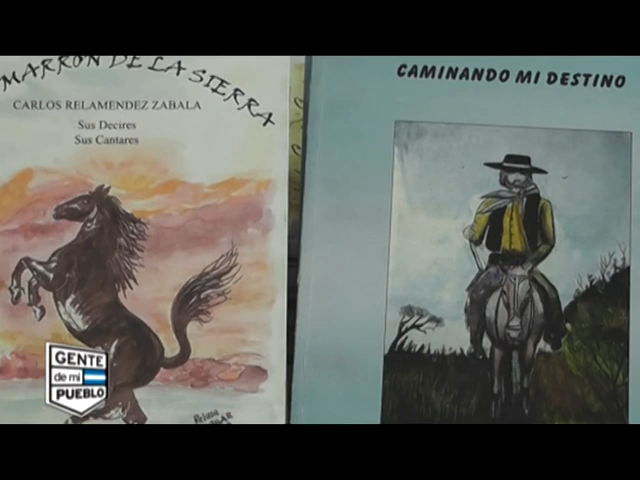 MARRON DE LA SIERRA
CARLOS RELAMENDEZ ZABALA
Sus Decires
Sus Cantares
CAMINANDO MI DESTINO
GENTE
de mi
PUEBLO